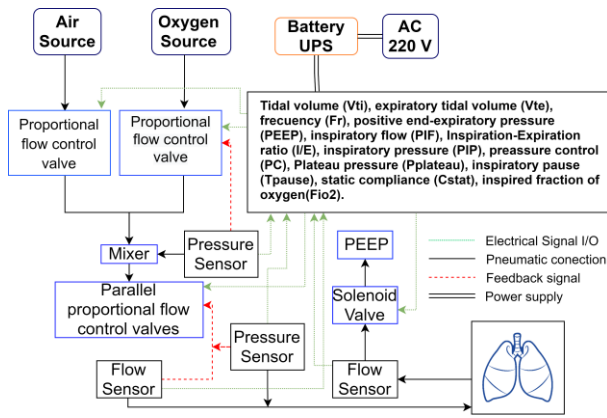 Air
Source
Oxygen
Source
Battery
UPS
AC
220 V
Proportional
flow control
valve
Proportional
flow control
valve
Tidal volume (Vti), expiratory tidal volume (Vte),
frecuency (Fr), positive end-expiratory pressure
(PEEP), inspiratory flow (PIF), Inspiration-Expiration
ratio (I/E), inspiratory pressure (PIP), preassure control
(PC), Plateau pressure (Pplateau), inspiratory pause
(Tpause), static compliance (Cstat), inspired fraction of
oxygen(Fio2).
Mixer
Pressure
Sensor
PEEP
Electrical Signal I/O
Pneumatic conection
Feedback signal
Power supply
Parallel
proportional flow
control valves
Solenoid
Valve
Pressure
Sensor
Flow
Sensor
Flow
Sensor